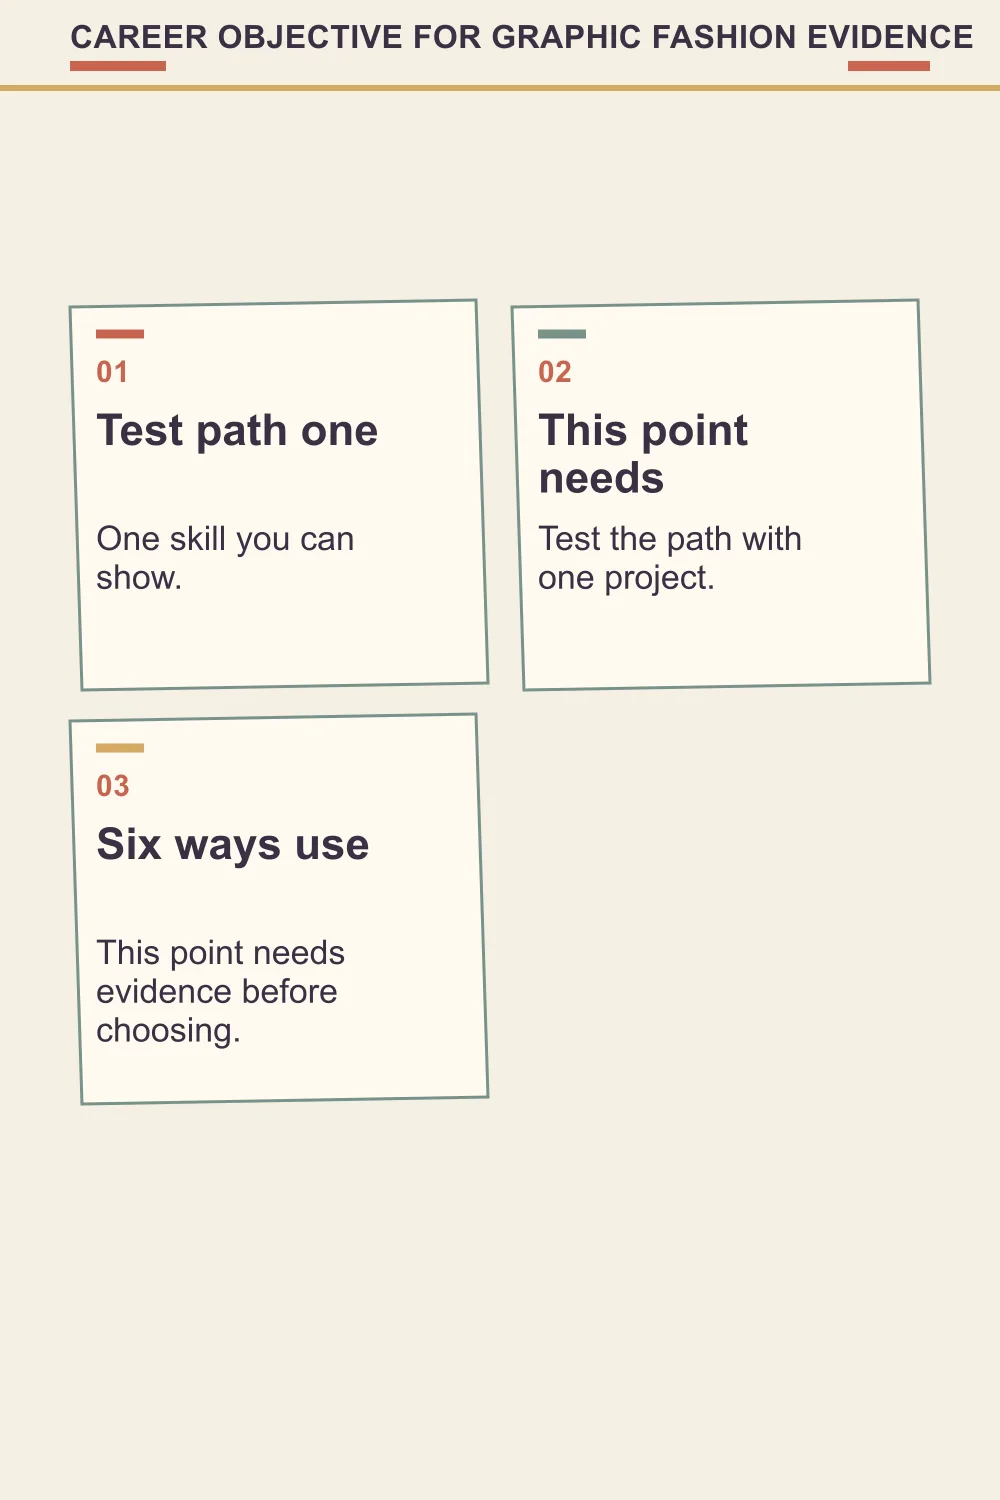 CAREER OBJECTIVE FOR GRAPHIC FASHION EVIDENCE
01
Test path one
One skill you can
show.
02
This point
needs
Test the path with
one project.
03
Six ways use
This point needs
evidence before
choosing.